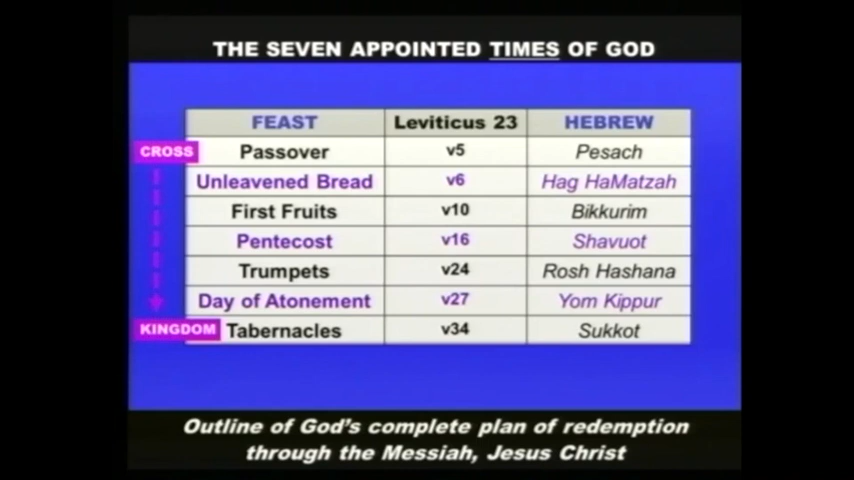 THE SEVEN APPOINTED TIMES OF GOD
FEAST Leviticus 23 HEBREW
CROSS Passover v5 Pesach
Unleavened Bread v6 Hag HaMatzah
First Fruits v10 Bikkurim
Pentecost v16 Shavuot
Trumpets v24 Rosh Hashana
Day of Atonement v27 Yom Kippur
KINGDOM Tabernacles v34 Sukkot
Outline of God's complete plan of redemption
through the Messiah, Jesus Christ